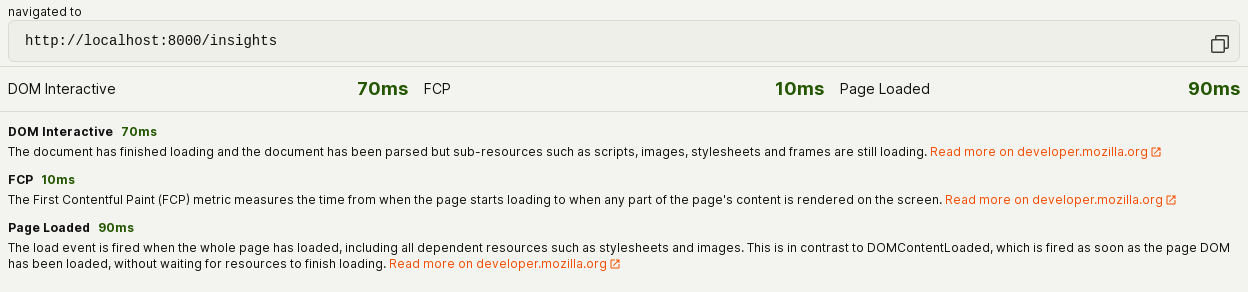 navigated to
http://localhost:8000/insights
DOM Interactive 70ms FCP 10ms Page Loaded 90ms
DOM Interactive 70ms
The document has finished loading and the document has been parsed but sub-resources such as scripts, images, stylesheets and frames are still loading. Read more on developer.mozilla.org
FCP 10ms
The First Contentful Paint (FCP) metric measures the time from when the page starts loading to when any part of the page's content is rendered on the screen. Read more on developer.mozilla.org
Page Loaded 90ms
The load event is fired when the whole page has loaded, including all dependent resources such as stylesheets and images. This is in contrast to DOMContentLoaded, which is fired as soon as the page DOM
has been loaded, without waiting for resources to finish loading. Read more on developer.mozilla.org